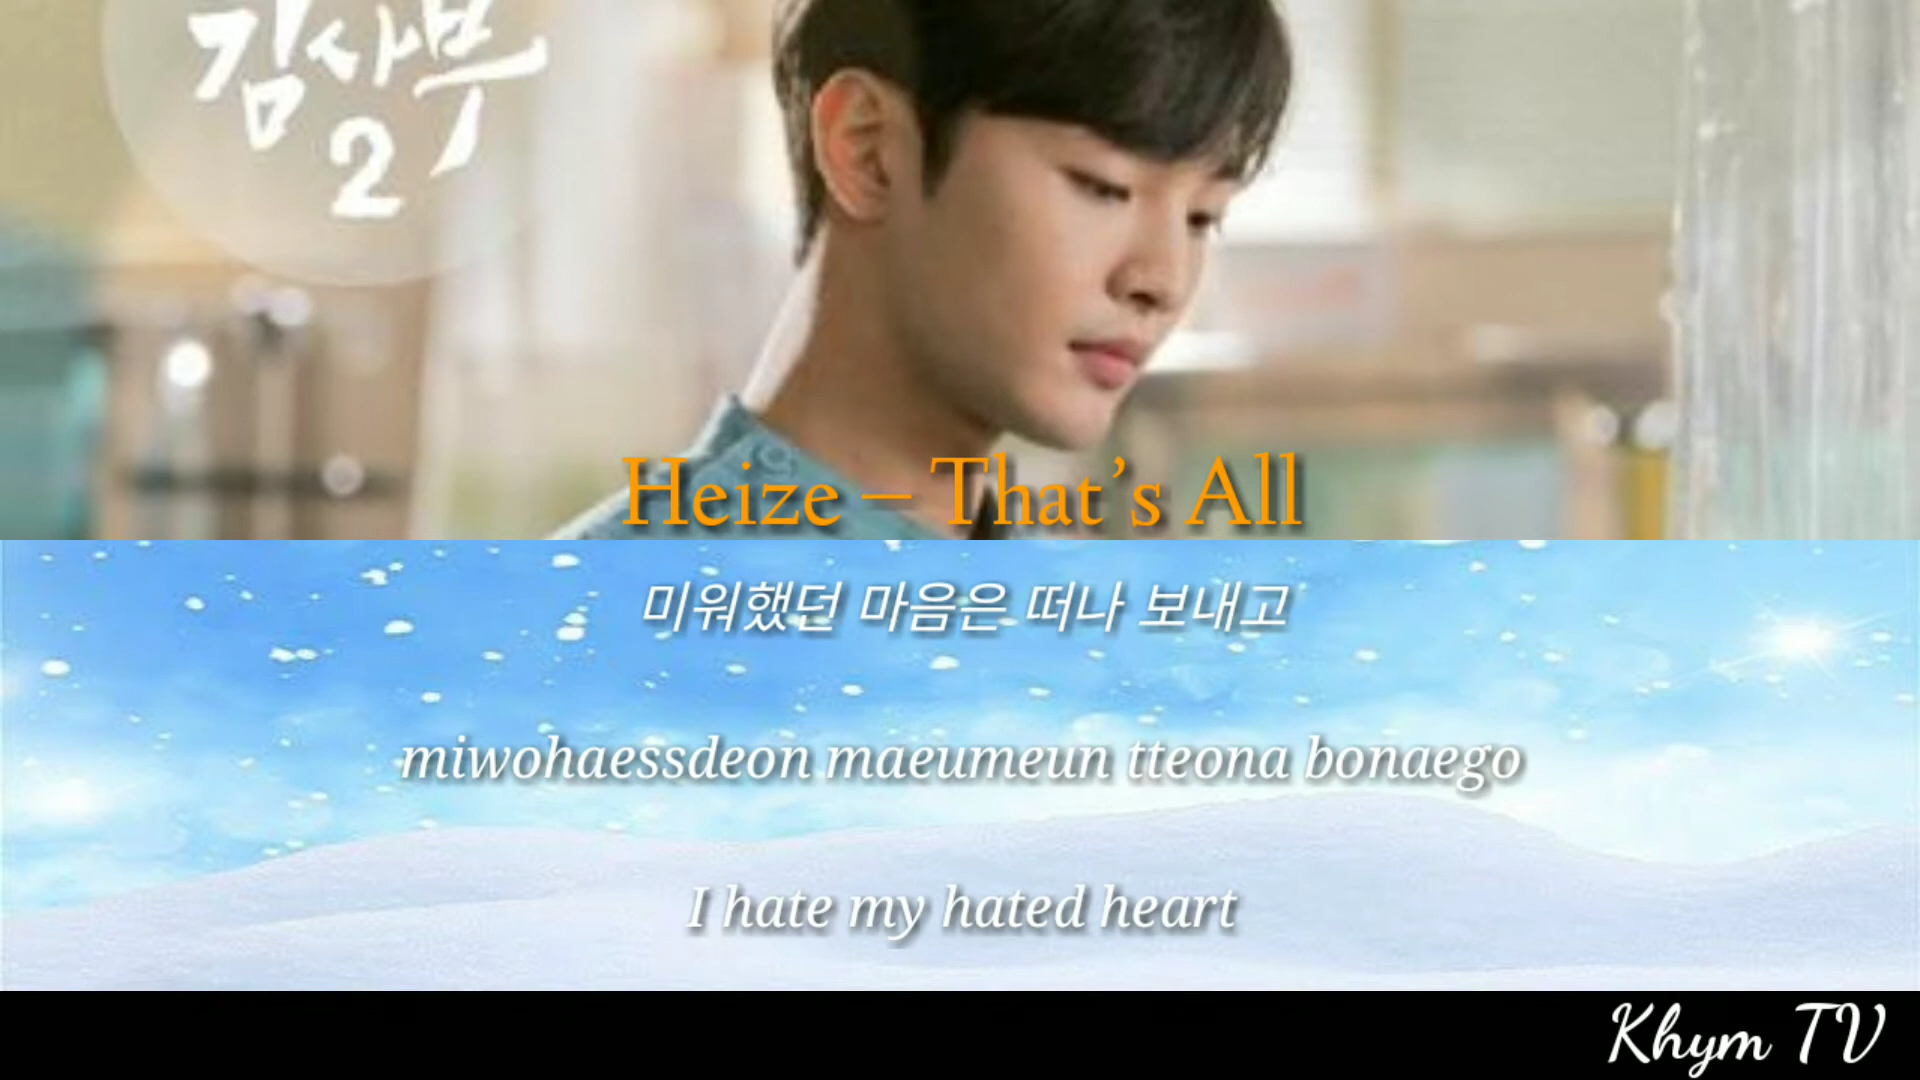 김사부
2
Heize – That’s All
미워했던 마음은 떠나 보내고
miwohaessdeon maeumeun tteona bonaego
I hate my hated heart
Khym TV